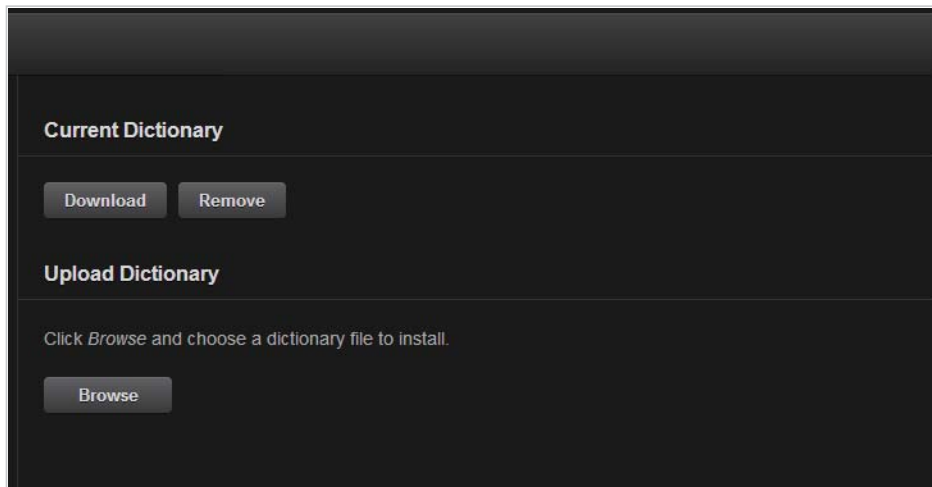 Current Dictionary
Download Remove
Upload Dictionary
Click Browse and choose a dictionary file to install.
Browse